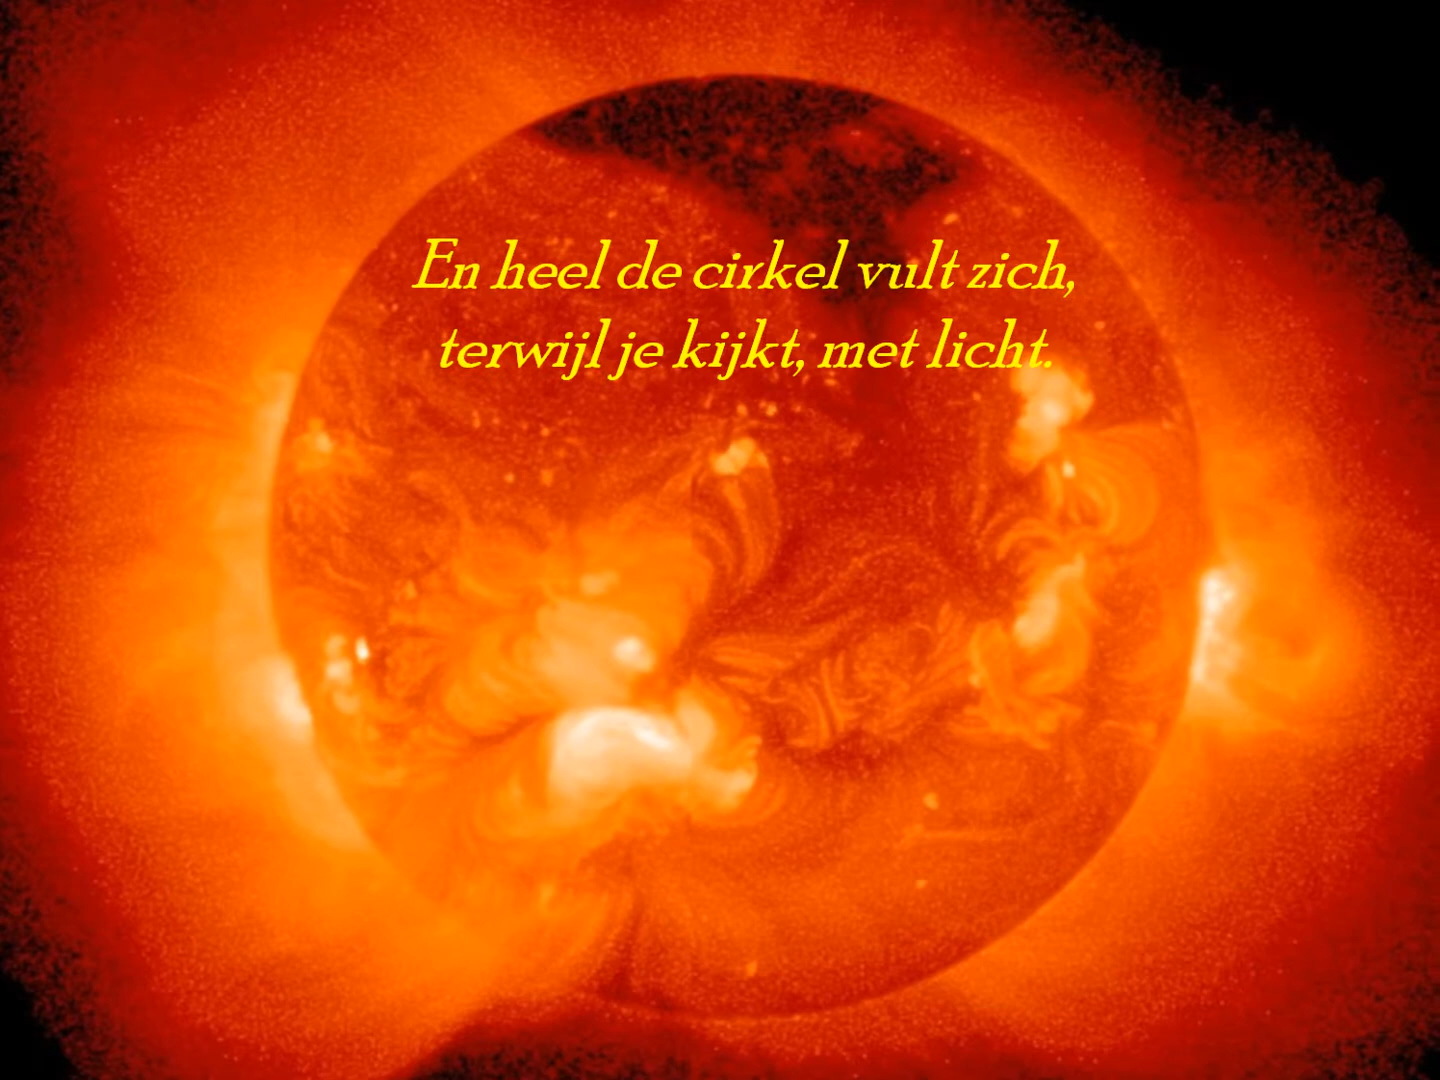 En heel de cirkel vult zich,
terwijl je kijkt, met licht.